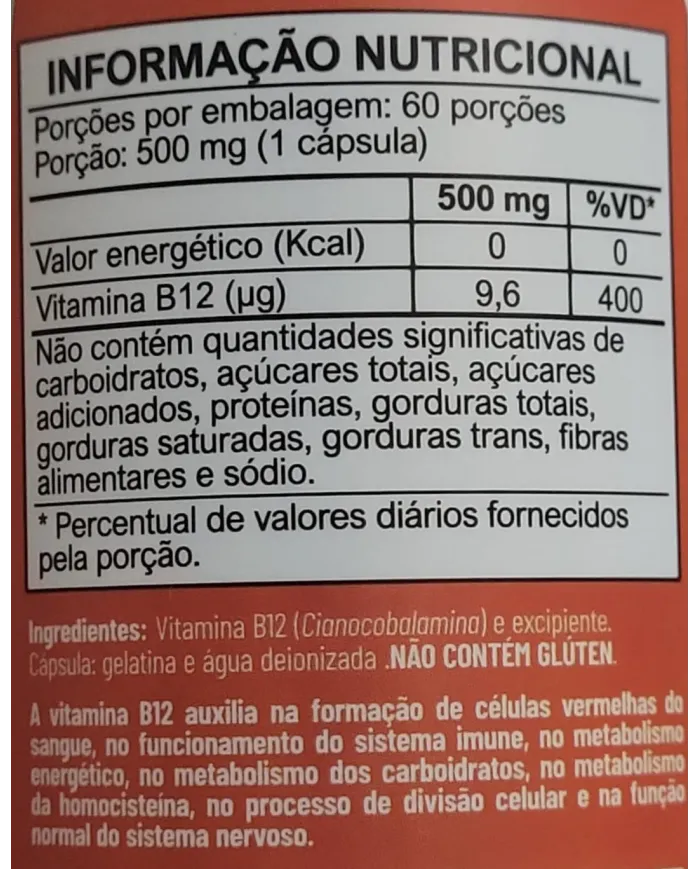 INFORMAÇÃO NUTRICIONAL
Porções por embalagem: 60 porções
Porção: 500 mg (1 cápsula)
500 mg %VD*
Valor energético (Kcal) 0 0
Vitamina B12 (µg) 9,6 400
Não contém quantidades significativas de
carboidratos, açúcares totais, açúcares
adicionados, proteínas, gorduras totais,
gorduras saturadas, gorduras trans, fibras
alimentares e sódio.
* Percentual de valores diários fornecidos
pela porção.
Ingredientes: Vitamina B12 (Cianocobalamina) e excipiente.
Cápsula: gelatina e água deionizada .NÃO CONTÉM GLÚTEN.
A vitamina B12 auxilia na formação de células vermelhas do
sangue, no funcionamento do sistema imune, no metabolismo
energético, no metabolismo dos carboidratos, no metabolismo
da homocisteína, no processo de divisão celular e na função
normal do sistema nervoso.